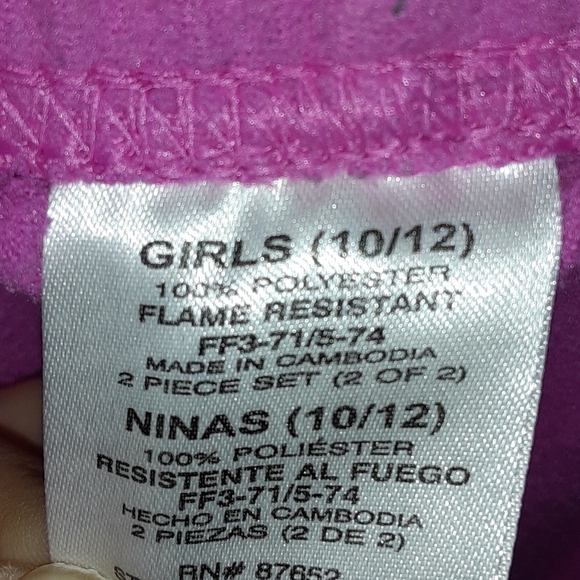 GIRLS (10/12)
100% POLYESTER
FLAME RESISTANT
FF3-71/5-74
MADE IN CAMBODIA
2 PIECE SET (2 OF 2)
NINAS (10/12)
100% POLIÉSTER
RESISTENTE AL FUEGO
FF3-71/5-74
HECHO EN CAMBODIA
2 PIEZAS (2 DE 2)
RN# 87652